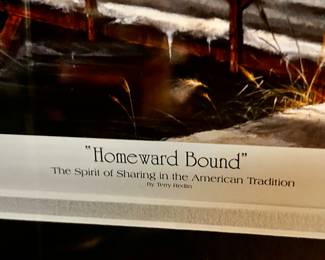 "Homeward Bound"
The Spirit of Sharing in the American Tradition
By Terry Redlin